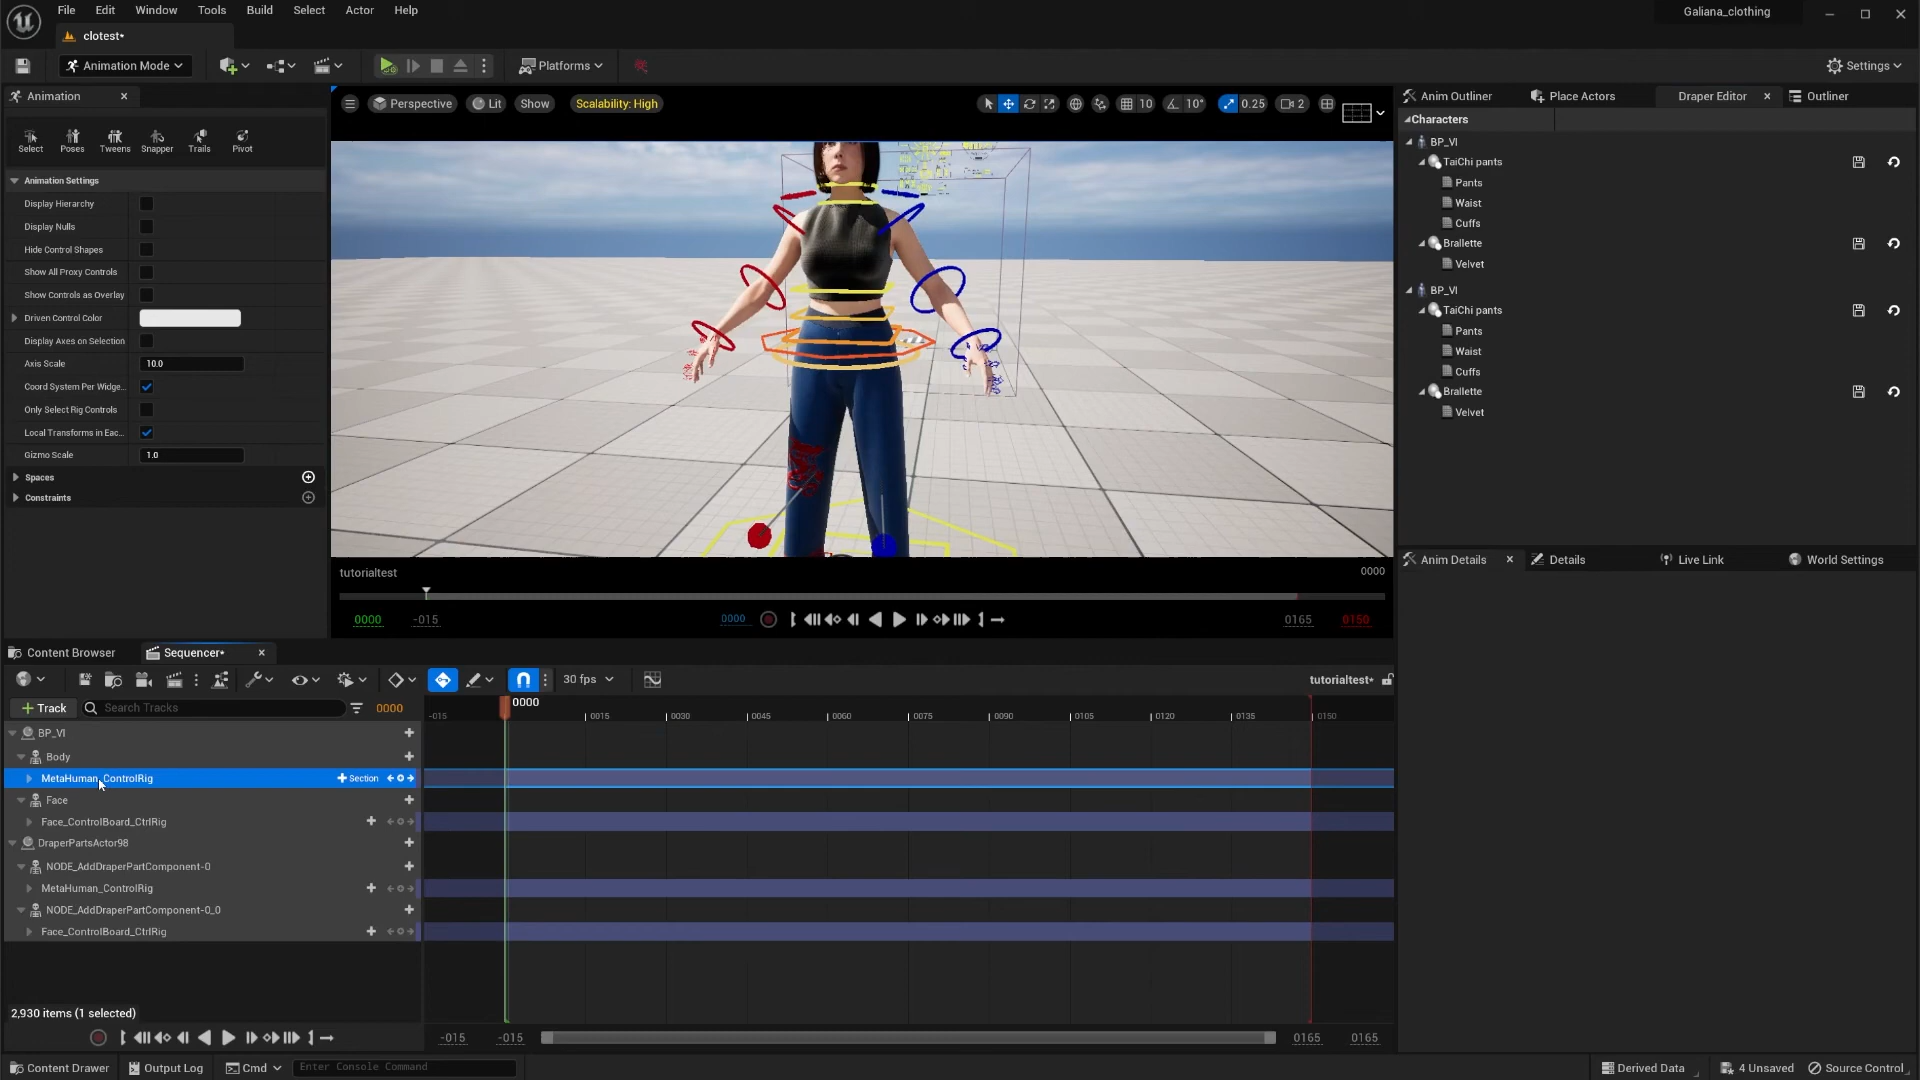 File Edit Window Tools Build Select Actor Help
Galiana_clothing
clotest•
Animation Mode
Platforms
Settings
Animation
Perspective
Lit
Show
Scalability: High
10
10°
0.25
2
Anim Outliner
Place Actors
Draper Editor
Outliner
Characters
Select Poses Tweens Snapper Trails Pivot
Animation Settings
Display Hierarchy
Display Nulls
Hide Control Shapes
Show All Proxy Controls
Show Controls as Overlay
Driven Control Color
Display Axes on Selection
Axis Scale 10.0
Coord System Per Widge...
Only Select Rig Controls
Local Transforms in Eac...
Gizmo Scale 1.0
Spaces
Constraints
BP_VI
TaiChi pants
Pants
Waist
Cuffs
Brallette
Velvet
BP_VI
TaiChi pants
Pants
Waist
Cuffs
Brallette
Velvet
Anim Details
Details
Live Link
World Settings
tutorialtest
0000
0000 -015 0000 0165 0150
Content Browser
Sequencer•
30 fps
tutorialtest•
Track
Search Tracks
0000
0000
-015 0015 0030 0045 0060 0075 0090 0105 0120 0135 0150
BP_VI
Body
MetaHuman_ControlRig
Section
Face
Face_ControlBoard_CtrlRig
DraperPartsActor98
NODE_AddDraperPartComponent-0
MetaHuman_ControlRig
NODE_AddDraperPartComponent-0_0
Face_ControlBoard_CtrlRig
2,930 items (1 selected)
-015 -015 0165 0165
Content Drawer
Output Log
Cmd
Enter Console Command
Derived Data
4 Unsaved
Source Control